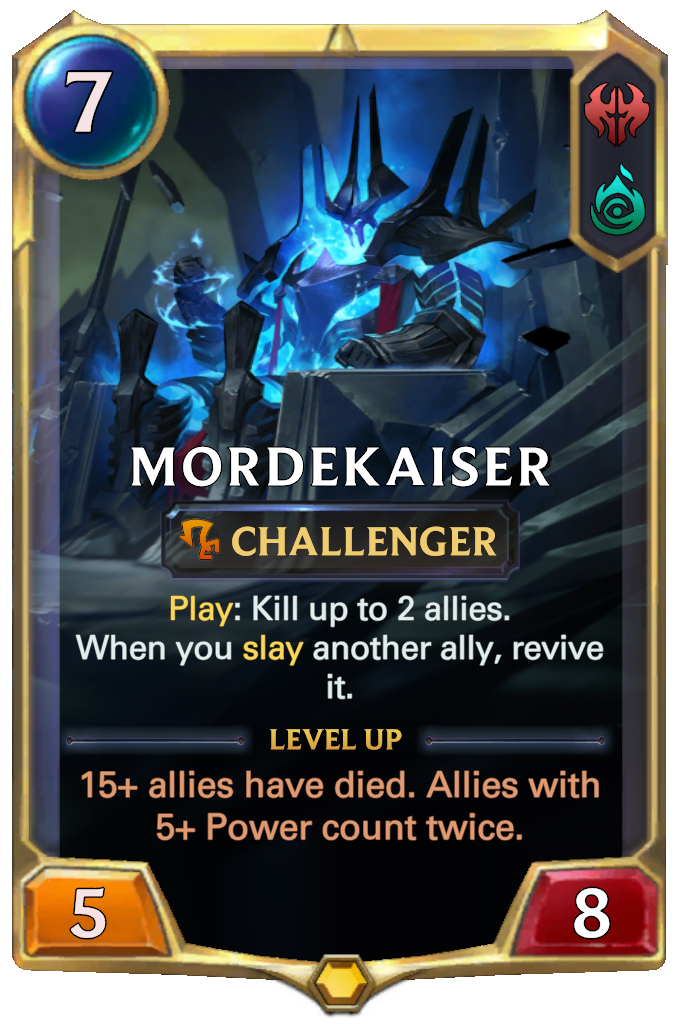 7
MORDEKAISER
CHALLENGER
Play: Kill up to 2 allies.
When you slay another ally, revive
it.
LEVEL UP
15+ allies have died. Allies with
5+ Power count twice.
5
8